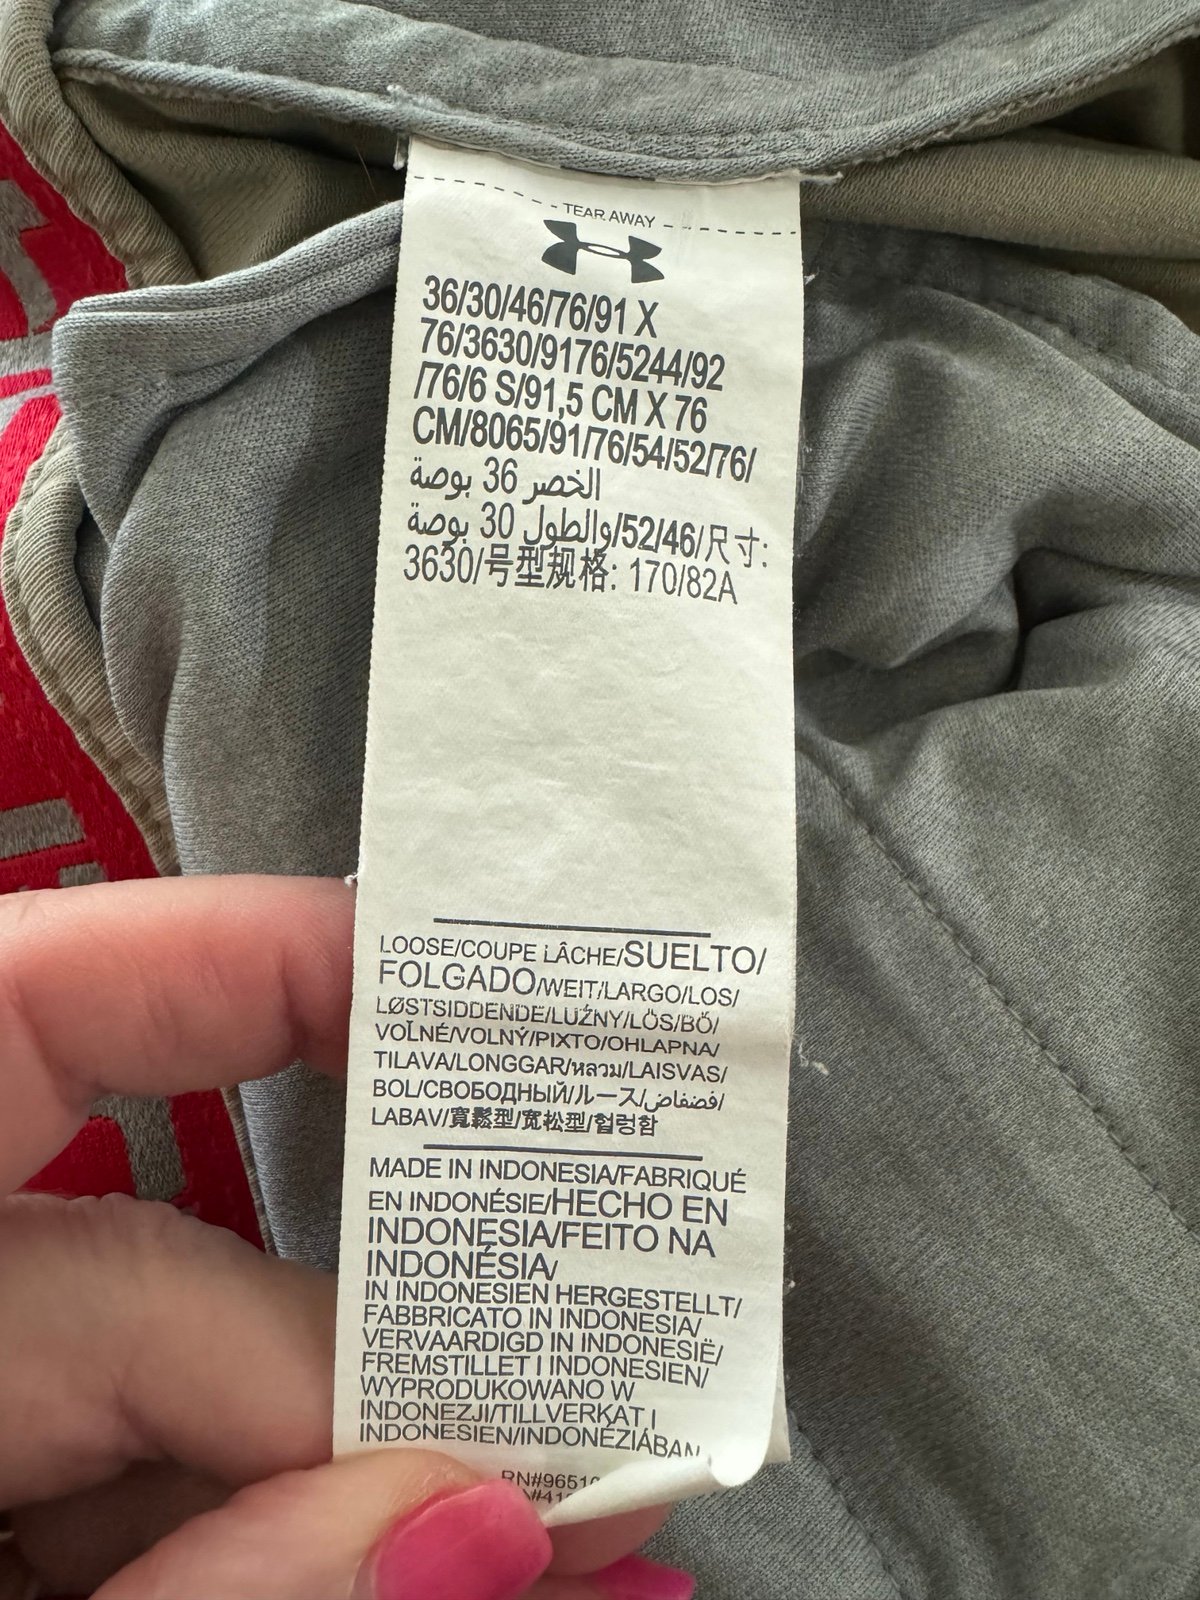 TEAR AWAY
36/30/46/76/91 X
76/3630/9176/5244/92
/76/6 S/91,5 CM X 76
CM/8065/91/76/54/52/76/
الخصر 36 بوصة
والطول 30 بوصة/52/46/尺寸:
3630/号型规格: 170/82A
LOOSE/COUPE LÂCHE/SUELTO/
FOLGADO/WEIT/LARGO/LOS/
LØSTSIDDENDE/LUŹNY/LÖS/BŐ/
VOĽNÉ/VOLNÝ/PIXTO/OHLAPNA/
TILAVA/LONGGAR/หลวม/LAISVAS/
BOL/СВОБОДНЫЙ/ルース/فضفاض/
LABAV/寬鬆型/宽松型/헐렁함
MADE IN INDONESIA/FABRIQUÉ
EN INDONÉSIE/HECHO EN
INDONESIA/FEITO NA
INDONÉSIA/
IN INDONESIEN HERGESTELLT/
FABBRICATO IN INDONESIA/
VERVAARDIGD IN INDONESIË/
FREMSTILLET I INDONESIEN/
WYPRODUKOWANO W
INDONEZJI/TILLVERKAT I
INDONESIEN/INDONÉZIÁBAN